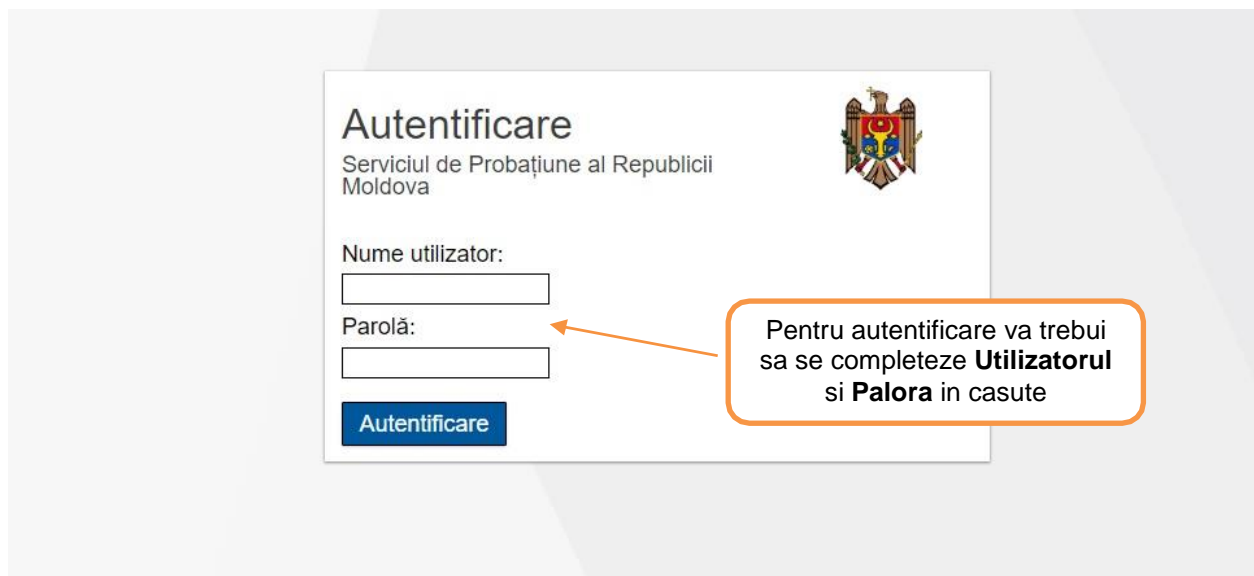 Autentificare
Serviciul de Probațiune al Republicii
Moldova
Nume utilizator:
Parolă:
Pentru autentificare va trebui
sa se completeze Utilizatorul
si Palora in casute
Autentificare